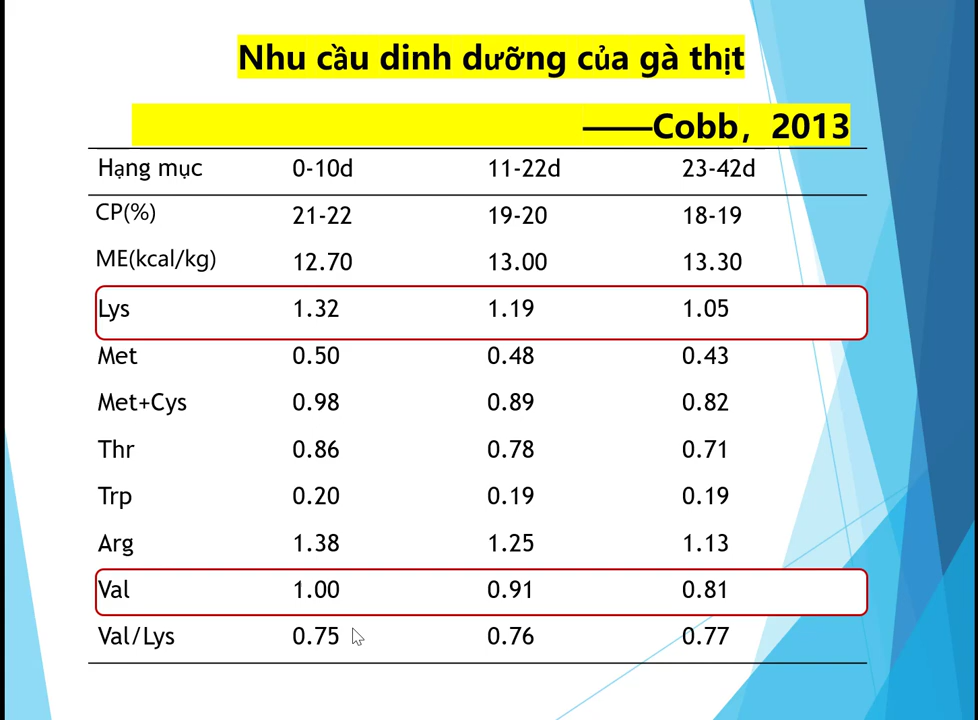 Nhu cầu dinh dưỡng của gà thịt
——Cobb，2013
Hạng mục 0-10d 11-22d 23-42d
CP(%) 21-22 19-20 18-19
ME(kcal/kg) 12.70 13.00 13.30
Lys 1.32 1.19 1.05
Met 0.50 0.48 0.43
Met+Cys 0.98 0.89 0.82
Thr 0.86 0.78 0.71
Trp 0.20 0.19 0.19
Arg 1.38 1.25 1.13
Val 1.00 0.91 0.81
Val/Lys 0.75 0.76 0.77